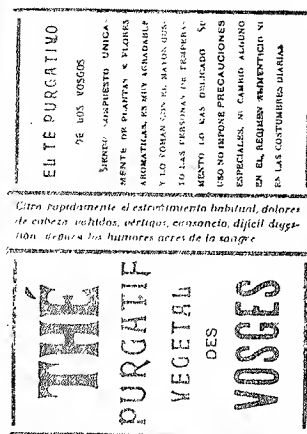 THÉ
PURGATIF
VEGETAL
DES
VOSGES
Cura rapidamente el estreñimiento habitual, dolores
de cabeza vahidos, vértigos, cansancio, difícil diges-
tión depura los humores acres de la sangre
EL TÉ PURGATIVO
DE LOS VOSGOS
SIENDO COMPUESTO UNICA-
MENTE DE PLANTAS Y FLORES
AROMATICAS, ES MUY AGRADABLE
Y LO TOMAN CON EL MAYOR GUS-
TO LAS PERSONAS DE TEMPERA-
MENTO LO MAS DELICADO SU
USO NO IMPONE PRECAUCIONES
ESPECIALES, NI CAMBIO ALGUNO
EN EL REGIMEN ALIMENTICIO NI
EN LAS COSTUMBRES DIARIAS